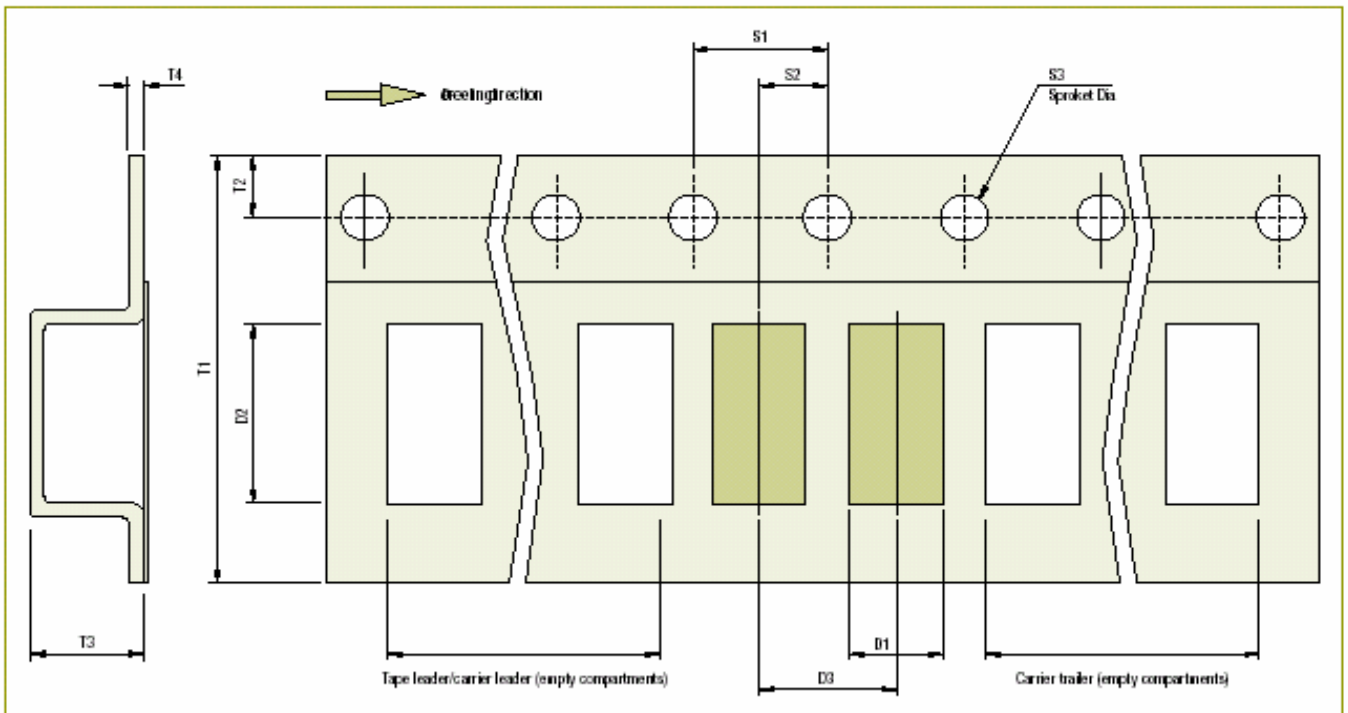 S1
T4
S2
S3
Sproket Dia
T2
T1
D2
T3
D1
Tape leader/carrier leader (empty compartments)
D3
Carrier trailer (empty compartments)